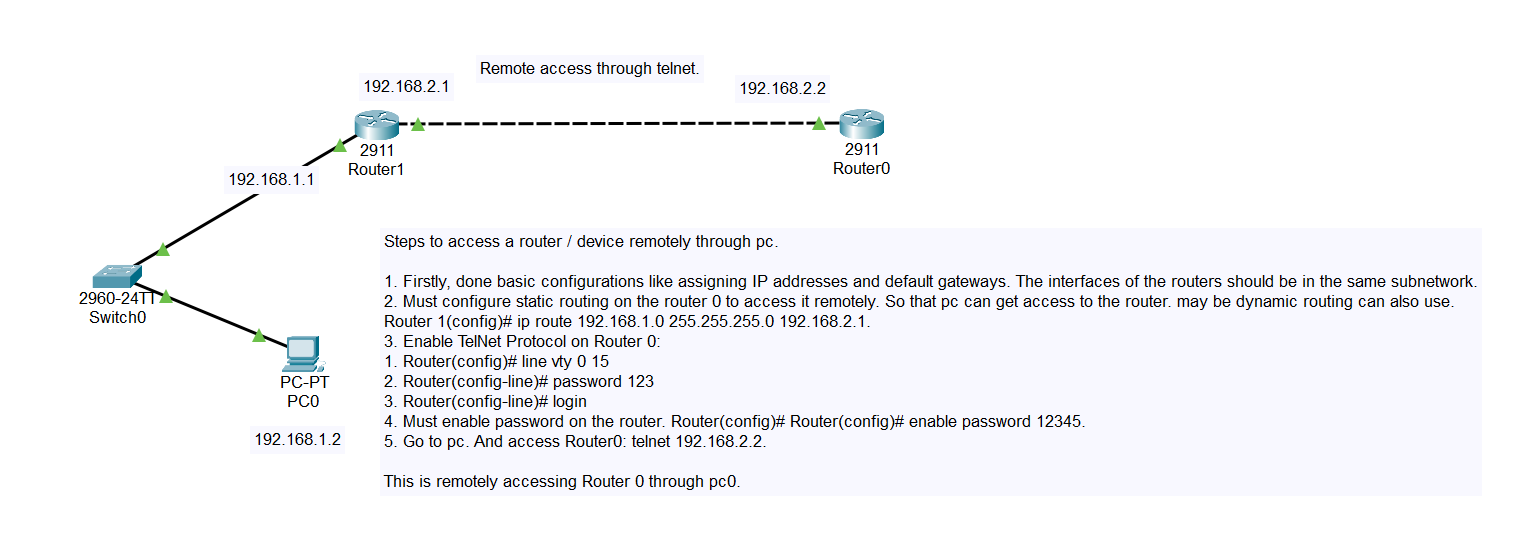 Remote access through telnet.
192.168.2.1
192.168.2.2
2911
Router1
2911
Router0
192.168.1.1
2960-24TT
Switch0
PC-PT
PC0
192.168.1.2
Steps to access a router / device remotely through pc.
1. Firstly, done basic configurations like assigning IP addresses and default gateways. The interfaces of the routers should be in the same subnetwork.
2. Must configure static routing on the router 0 to access it remotely. So that pc can get access to the router. may be dynamic routing can also use.
Router 1(config)# ip route 192.168.1.0 255.255.255.0 192.168.2.1.
3. Enable TelNet Protocol on Router 0:
1. Router(config)# line vty 0 15
2. Router(config-line)# password 123
3. Router(config-line)# login
4. Must enable password on the router. Router(config)# Router(config)# enable password 12345.
5. Go to pc. And access Router0: telnet 192.168.2.2.
This is remotely accessing Router 0 through pc0.